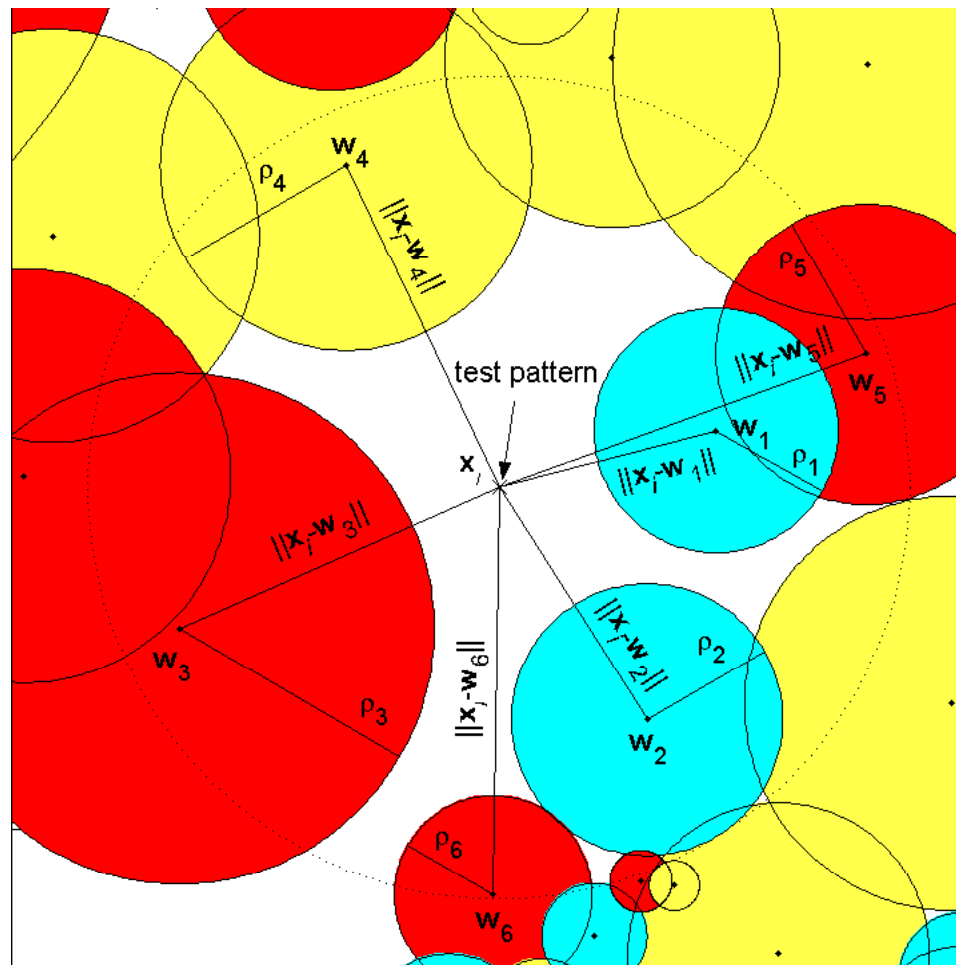 w4
ρ4
||xi-w4||
ρ5
||xi-w5||
w5
test pattern
w1
xi
||xi-w1||
ρ1
||xi-w3||
||xi-w2||
ρ2
w3
||xi-w6||
ρ3
w2
ρ6
w6